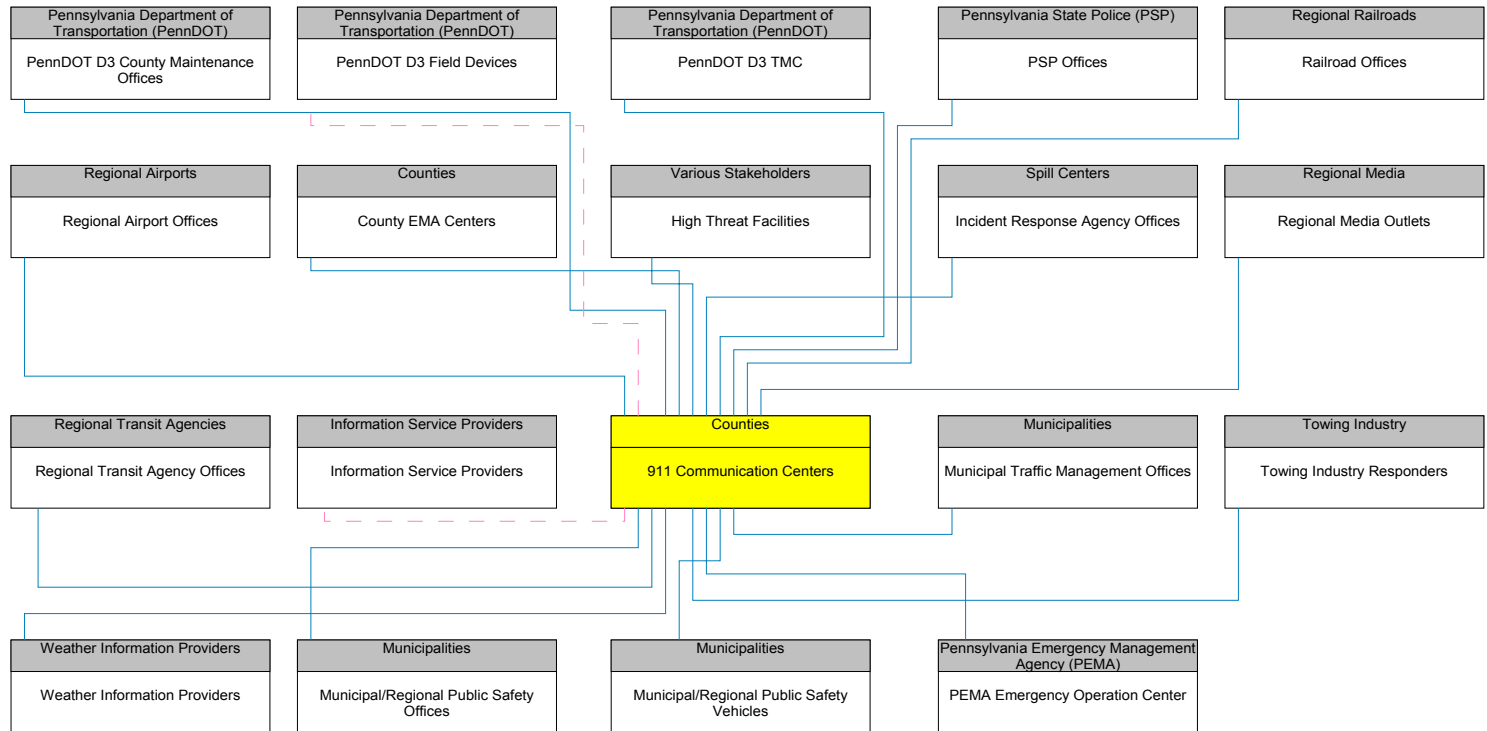 Pennsylvania Department of
Transportation (PennDOT)
PennDOT D3 County Maintenance
Offices
Pennsylvania Department of
Transportation (PennDOT)
PennDOT D3 Field Devices
Pennsylvania Department of
Transportation (PennDOT)
PennDOT D3 TMC
Pennsylvania State Police (PSP)
PSP Offices
Regional Railroads
Railroad Offices
Regional Airports
Regional Airport Offices
Counties
County EMA Centers
Various Stakeholders
High Threat Facilities
Spill Centers
Incident Response Agency Offices
Regional Media
Regional Media Outlets
Regional Transit Agencies
Regional Transit Agency Offices
Information Service Providers
Information Service Providers
Counties
911 Communication Centers
Municipalities
Municipal Traffic Management Offices
Towing Industry
Towing Industry Responders
Weather Information Providers
Weather Information Providers
Municipalities
Municipal/Regional Public Safety
Offices
Municipalities
Municipal/Regional Public Safety
Vehicles
Pennsylvania Emergency Management
Agency (PEMA)
PEMA Emergency Operation Center